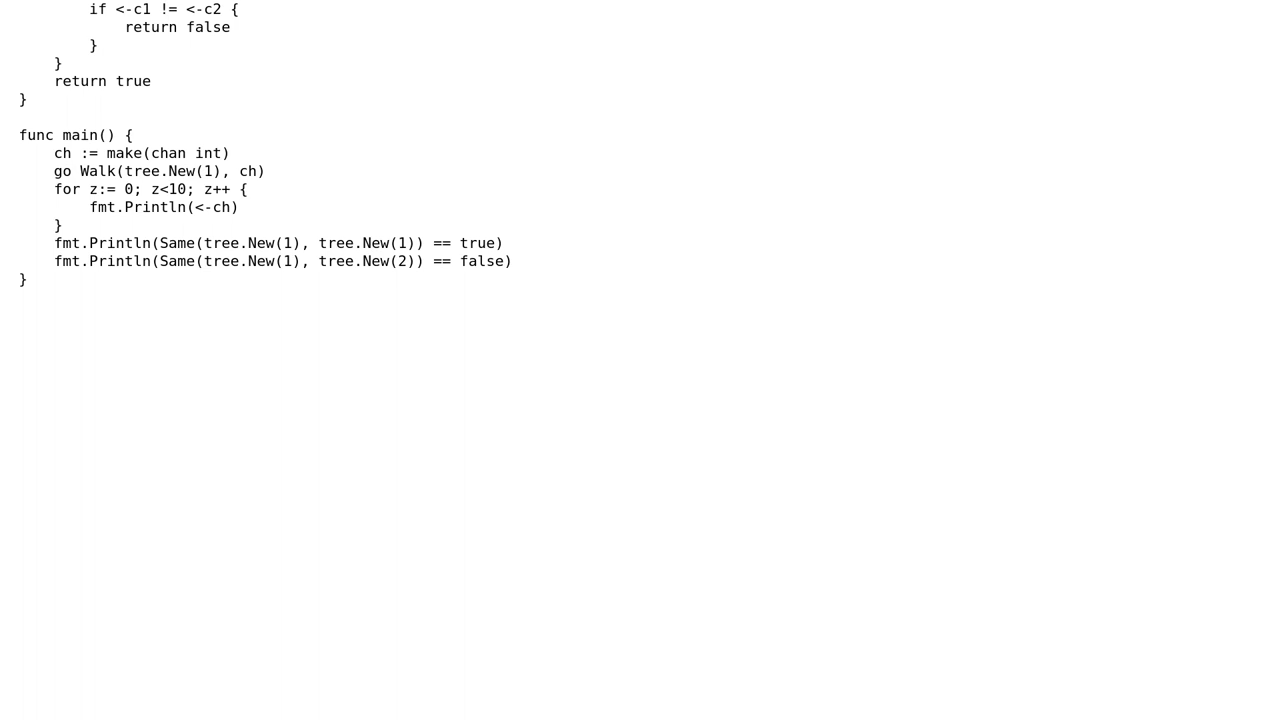 if <-c1 != <-c2 {
            return false
        }
    }
    return true
}

func main() {
    ch := make(chan int)
    go Walk(tree.New(1), ch)
    for z:= 0; z<10; z++ {
        fmt.Println(<-ch)
    }
    fmt.Println(Same(tree.New(1), tree.New(1)) == true)
    fmt.Println(Same(tree.New(1), tree.New(2)) == false)
}